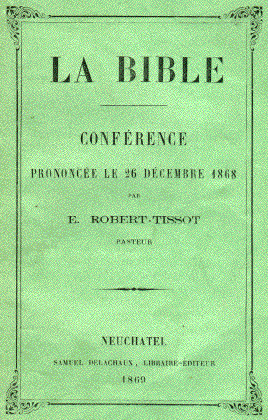 LA BIBLE
CONFÉRENCE
PRONONCÉE LE 26 DÉCEMBRE 1868
PAR
E. ROBERT-TISSOT
PASTEUR
NEUCHATEL
SAMUEL DELACHAUX, LIBRAIRE-ÉDITEUR
1869